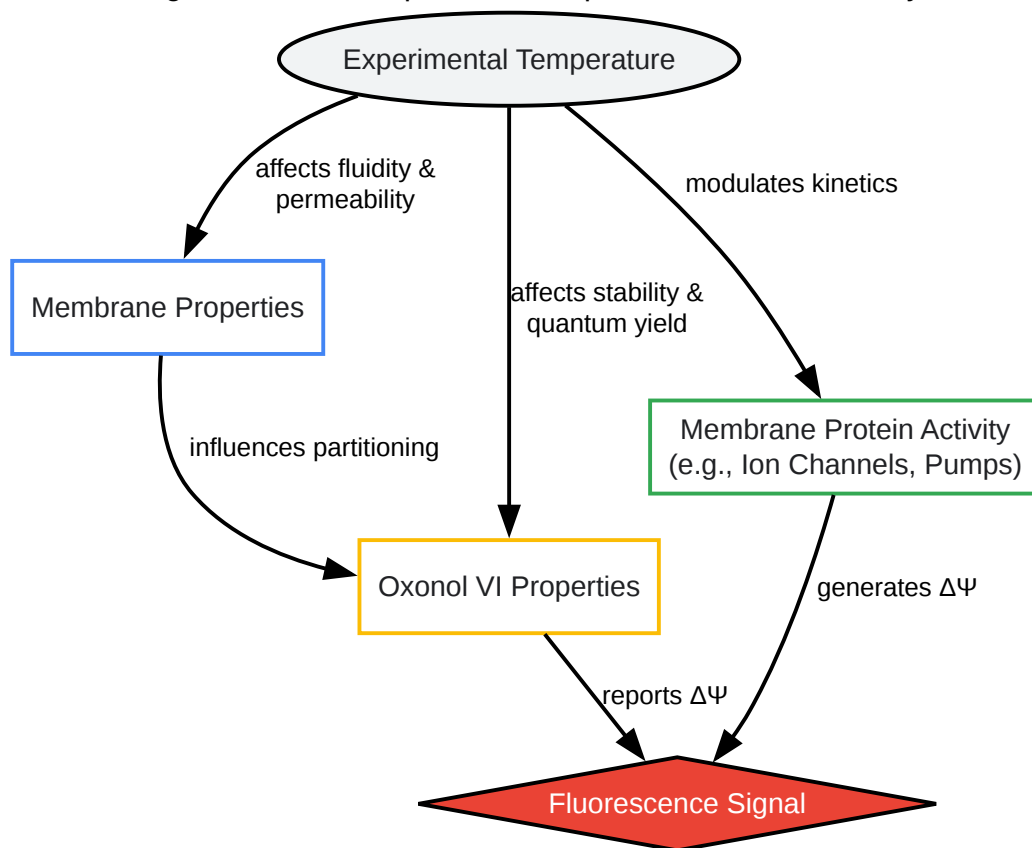 Experimental Temperature
affects fluidity &
permeability
modulates kinetics
Membrane Properties
affects stability &
quantum yield
influences partitioning
Membrane Protein Activity
(e.g., Ion Channels, Pumps)
Oxonol VI Properties
generates ΔΨ
reports ΔΨ
Fluorescence Signal